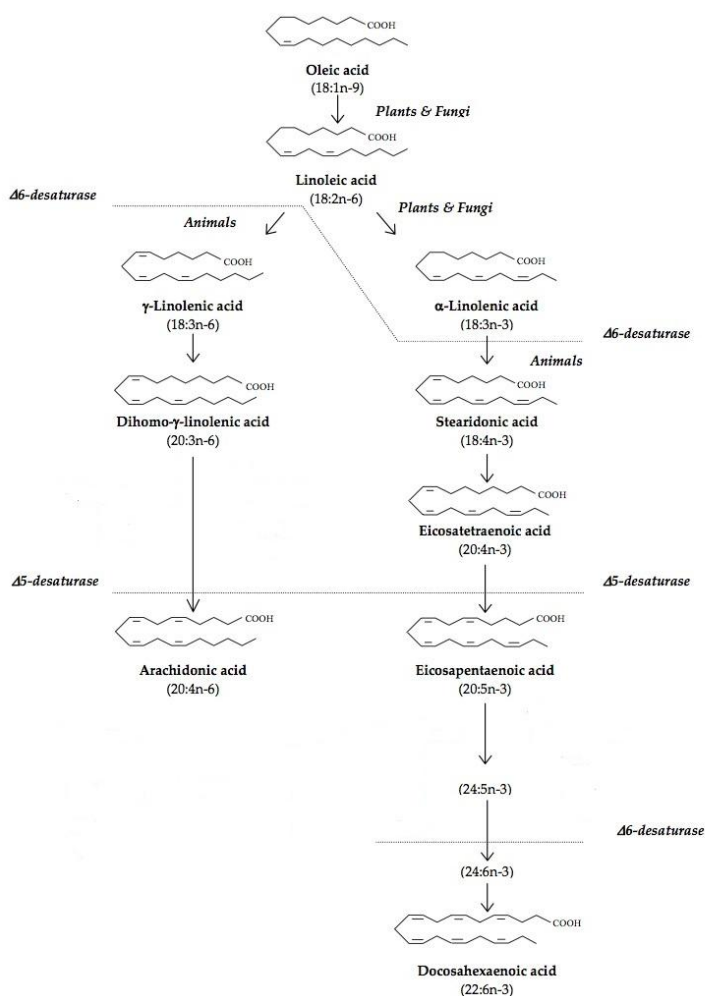 COOH
Oleic acid
(18:1n-9)
Plants & Fungi
COOH
Linoleic acid
(18:2n-6)
Δ6-desaturase
Animals
Plants & Fungi
COOH
γ-Linolenic acid
(18:3n-6)
COOH
α-Linolenic acid
(18:3n-3)
Δ6-desaturase
Animals
COOH
Dihomo-γ-linolenic acid
(20:3n-6)
COOH
Stearidonic acid
(18:4n-3)
COOH
Eicosatetraenoic acid
(20:4n-3)
Δ5-desaturase
Δ5-desaturase
COOH
Arachidonic acid
(20:4n-6)
COOH
Eicosapentaenoic acid
(20:5n-3)
(24:5n-3)
Δ6-desaturase
(24:6n-3)
COOH
Docosahexaenoic acid
(22:6n-3)